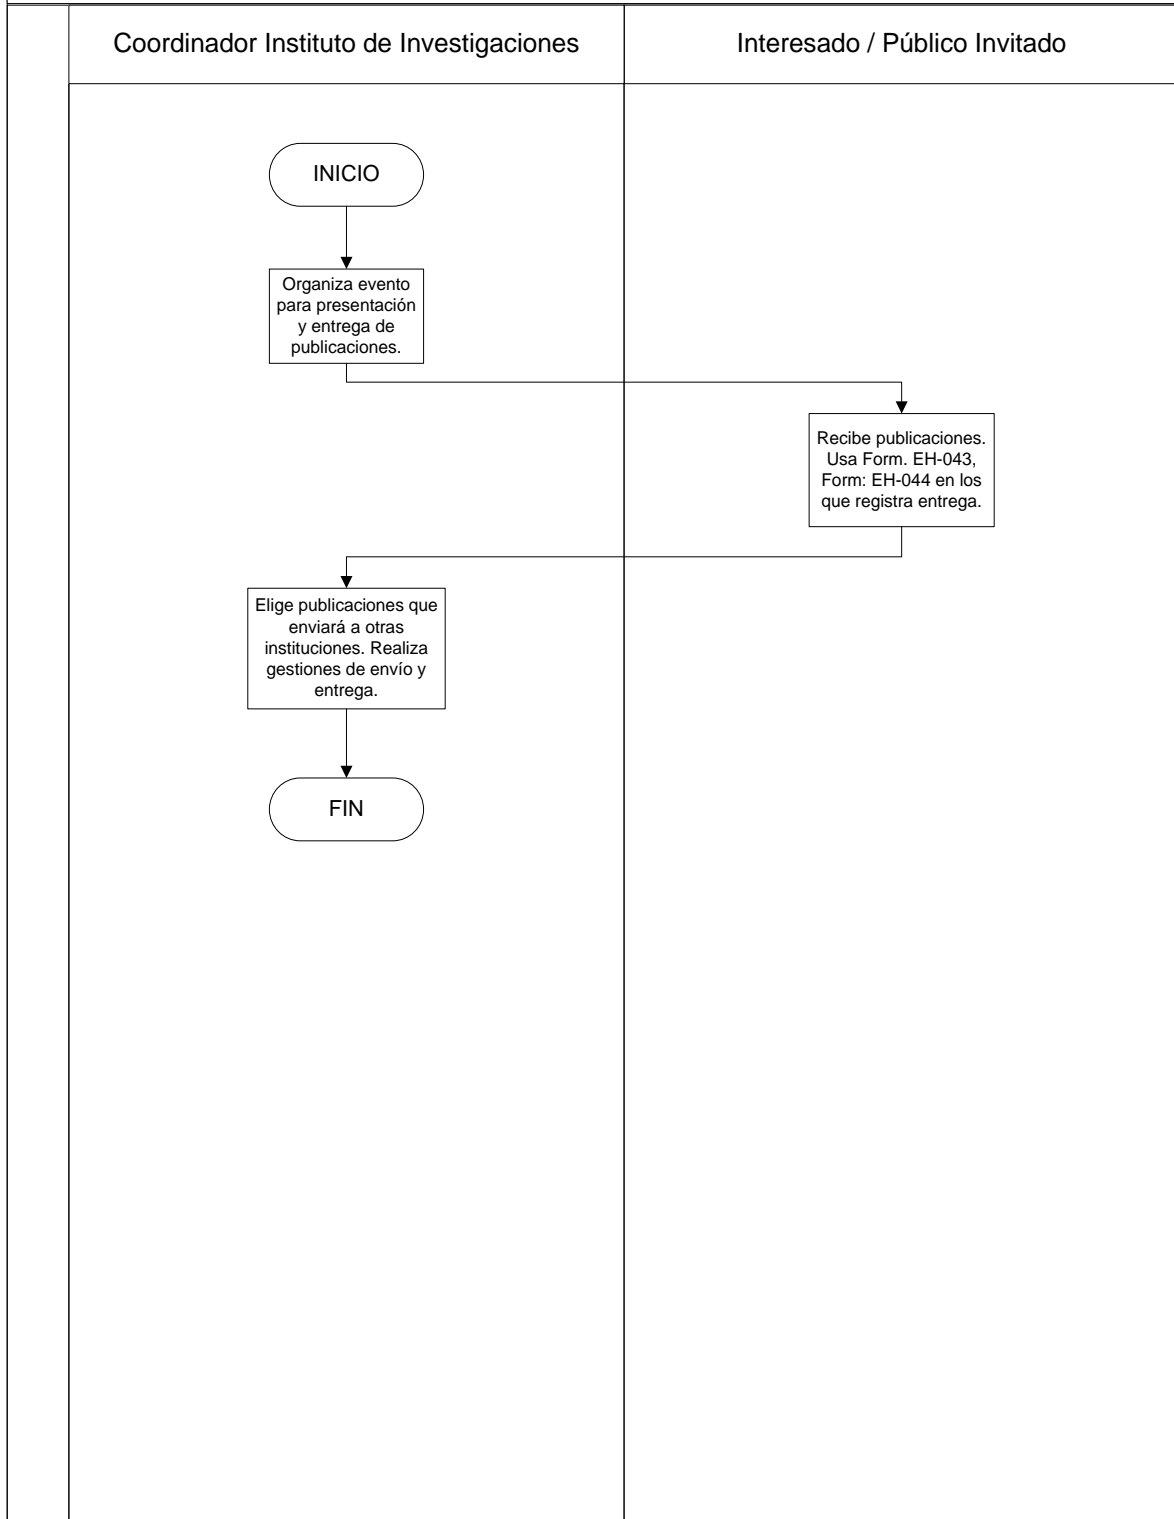 Coordinador Instituto de Investigaciones
Interesado / Público Invitado
INICIO
Organiza evento
para presentación
y entrega de
publicaciones.
Recibe publicaciones.
Usa Form. EH-043,
Form: EH-044 en los
que registra entrega.
Elige publicaciones que
enviará a otras
instituciones. Realiza
gestiones de envío y
entrega.
FIN